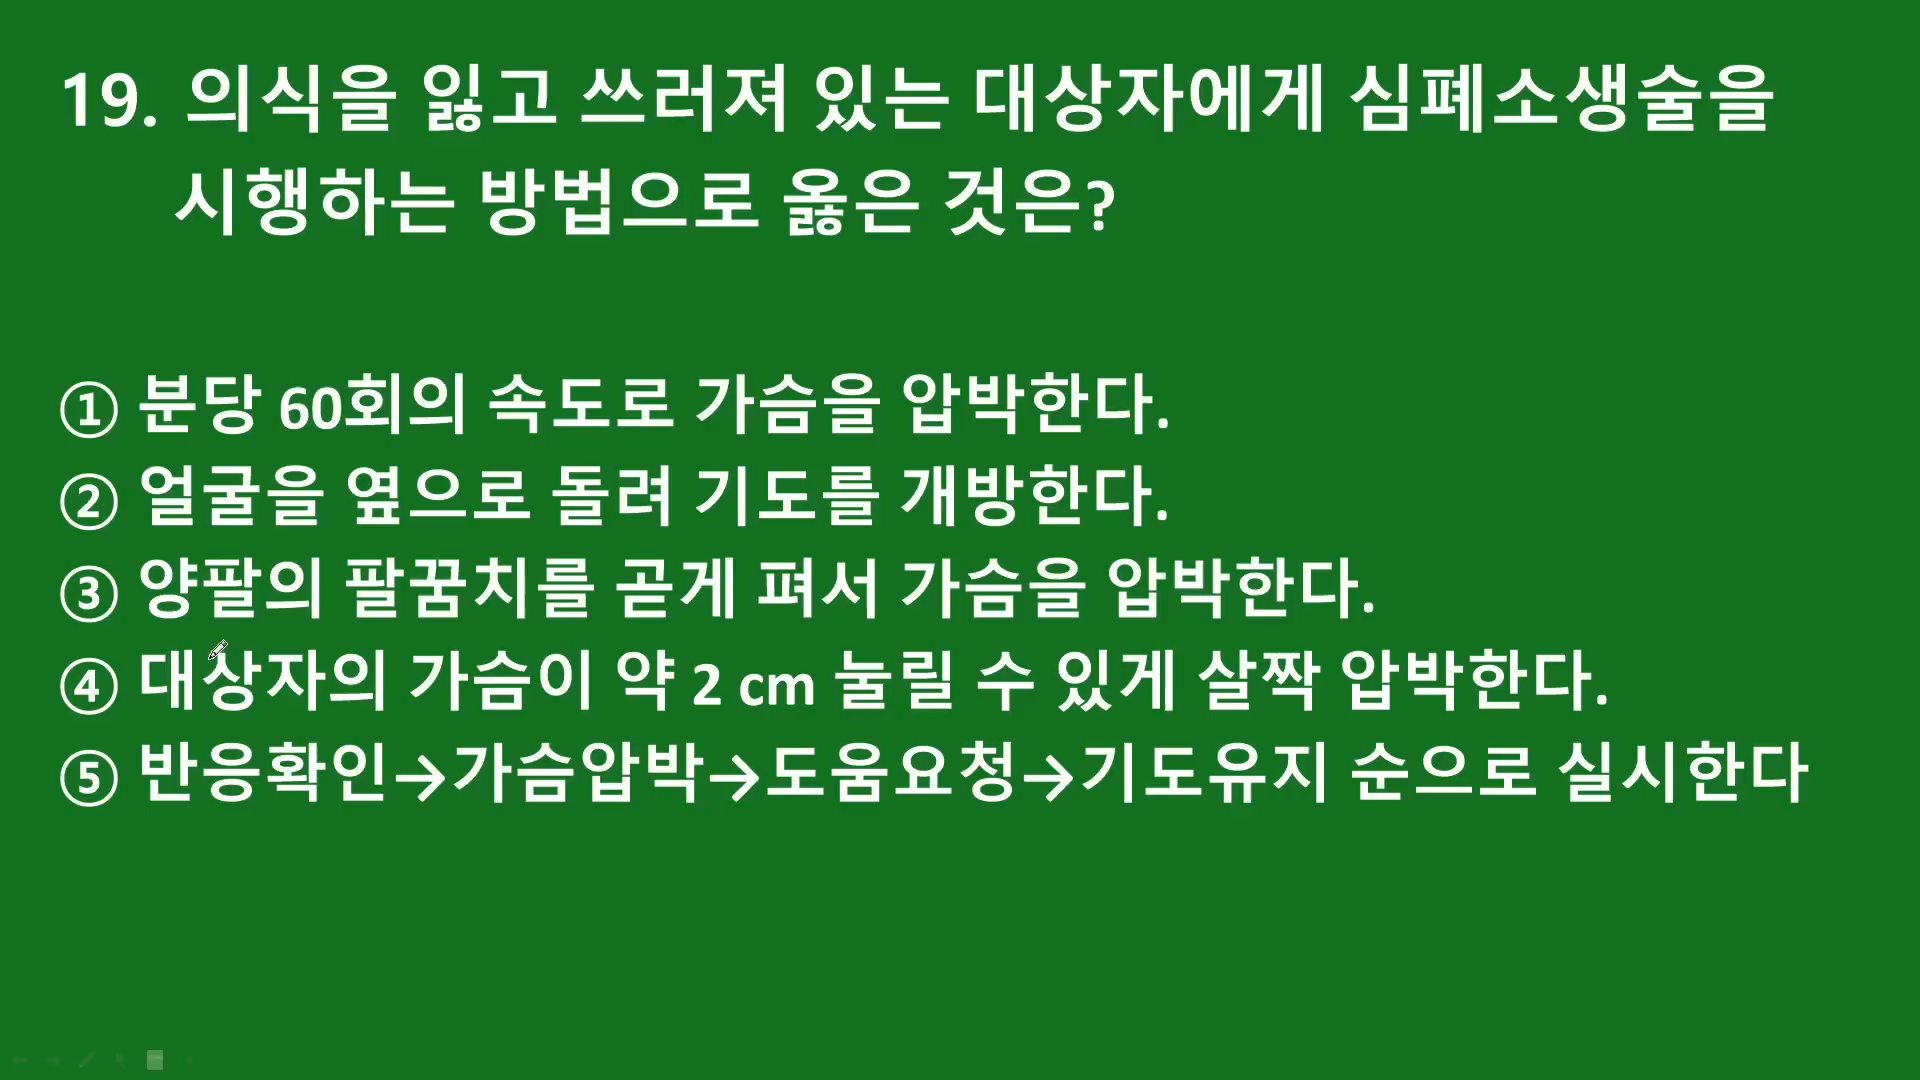 19. 의식을 잃고 쓰러져 있는 대상자에게 심폐소생술을
시행하는 방법으로 옳은 것은?
① 분당 60회의 속도로 가슴을 압박한다.
② 얼굴을 옆으로 돌려 기도를 개방한다.
③ 양팔의 팔꿈치를 곧게 펴서 가슴을 압박한다.
④ 대상자의 가슴이 약 2 cm 눌릴 수 있게 살짝 압박한다.
⑤ 반응확인→가슴압박→도움요청→기도유지 순으로 실시한다